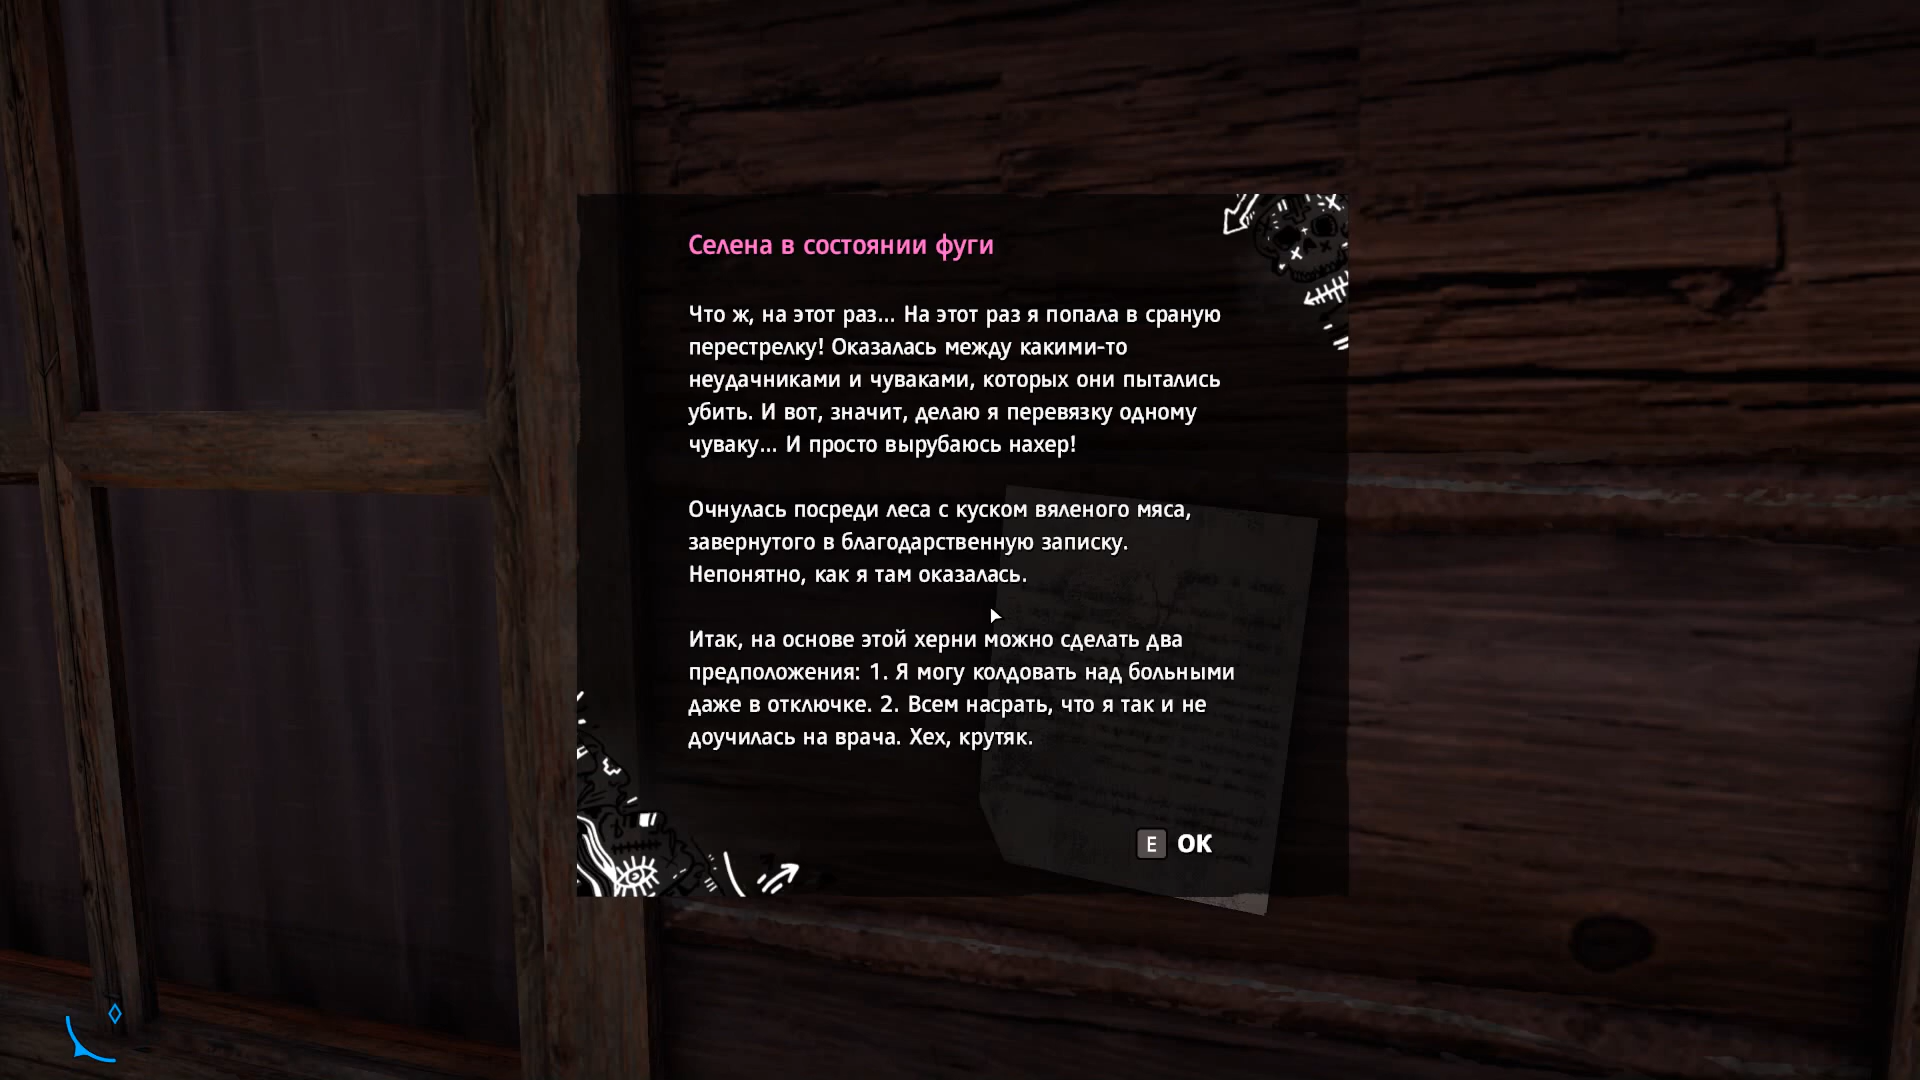 Селена в состоянии фуги
Что ж, на этот раз... На этот раз я попала в сраную
перестрелку! Оказалась между какими-то
неудачниками и чуваками, которых они пытались
убить. И вот, значит, делаю я перевязку одному
чуваку... И просто вырубаюсь нахер!
Очнулась посреди леса с куском вяленого мяса,
завернутого в благодарственную записку.
Непонятно, как я там оказалась.
Итак, на основе этой херни можно сделать два
предположения: 1. Я могу колдовать над больными
даже в отключке. 2. Всем насрать, что я так и не
доучилась на врача. Хех, крутяк.
E ОК